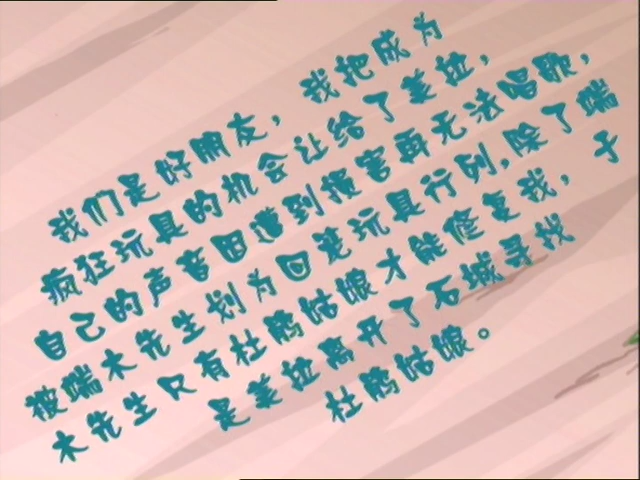 我们是好朋友，我把成为
疯狂玩具的机会让给了美拉，
自己的声音因遭到损害再无法唱歌，
被端木先生划为回笼玩具行列，除了端
木先生只有杜鹃姑娘才能修复我，于
是美拉离开了石城寻找
杜鹃姑娘。